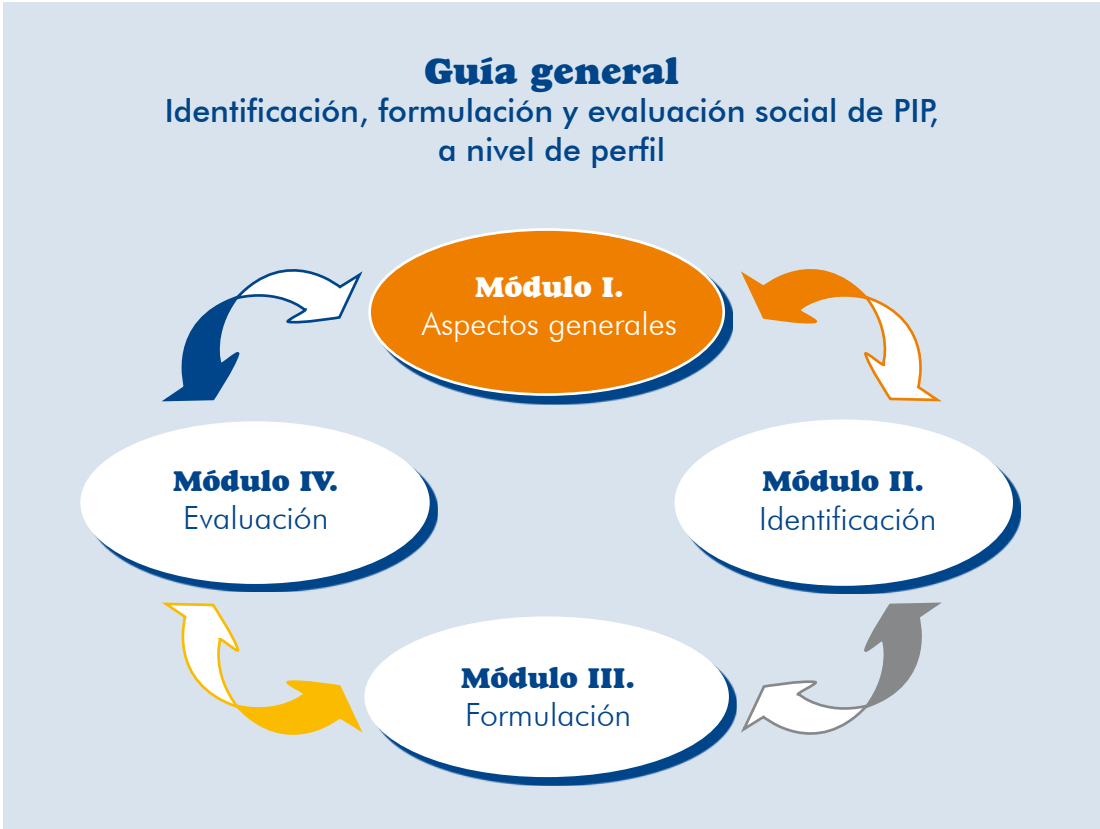 Guía general
Identificación, formulación y evaluación social de PIP,
a nivel de perfil
Módulo I.
Aspectos generales
Módulo IV.
Evaluación
Módulo II.
Identificación
Módulo III.
Formulación